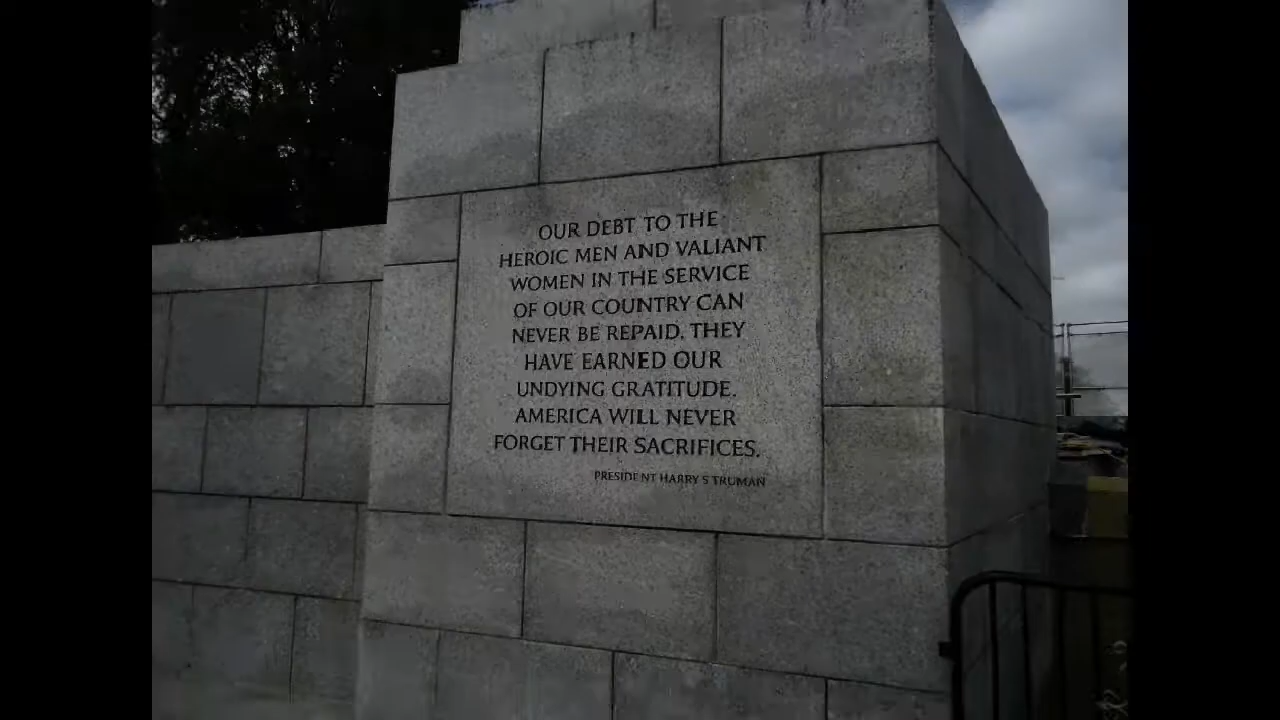 OUR DEBT TO THE
HEROIC MEN AND VALIANT
WOMEN IN THE SERVICE
OF OUR COUNTRY CAN
NEVER BE REPAID. THEY
HAVE EARNED OUR
UNDYING GRATITUDE.
AMERICA WILL NEVER
FORGET THEIR SACRIFICES.
PRESIDENT HARRY S TRUMAN